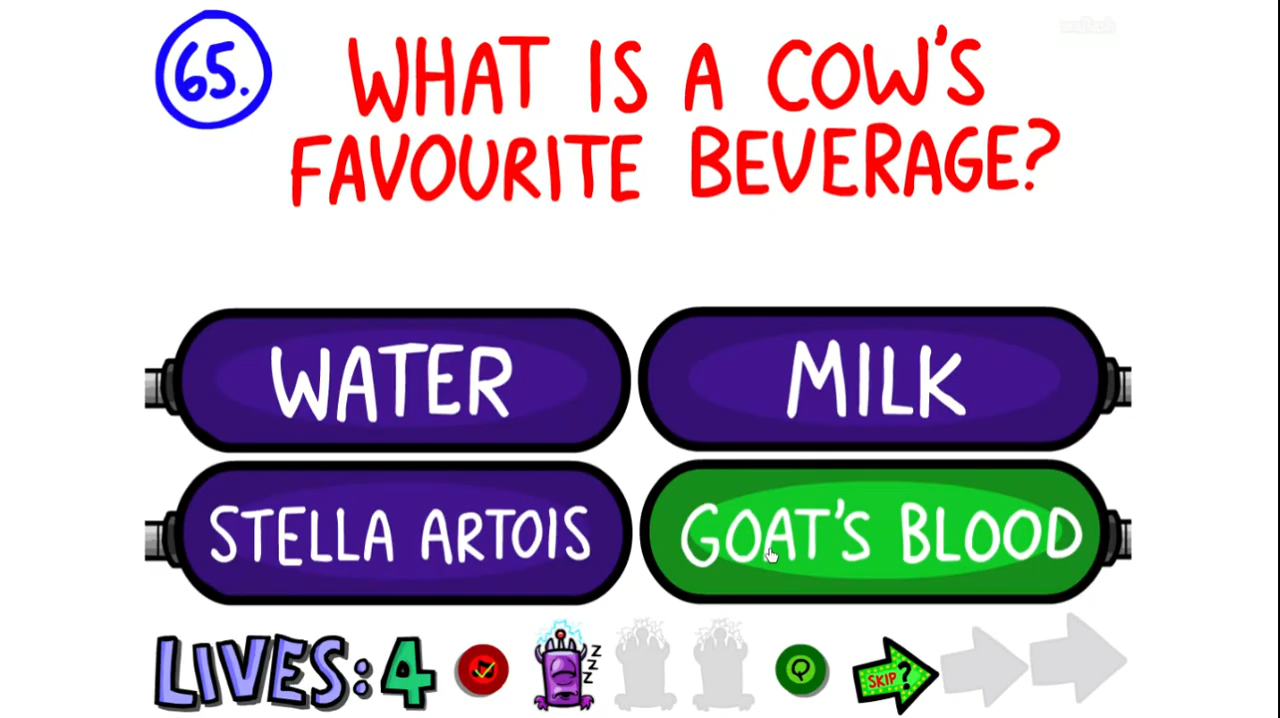 65.
WHAT IS A COW'S
FAVOURITE BEVERAGE?
WATER
MILK
STELLA ARTOIS
GOAT'S BLOOD
LIVES: 4
z
z
z
Q
SKIP?